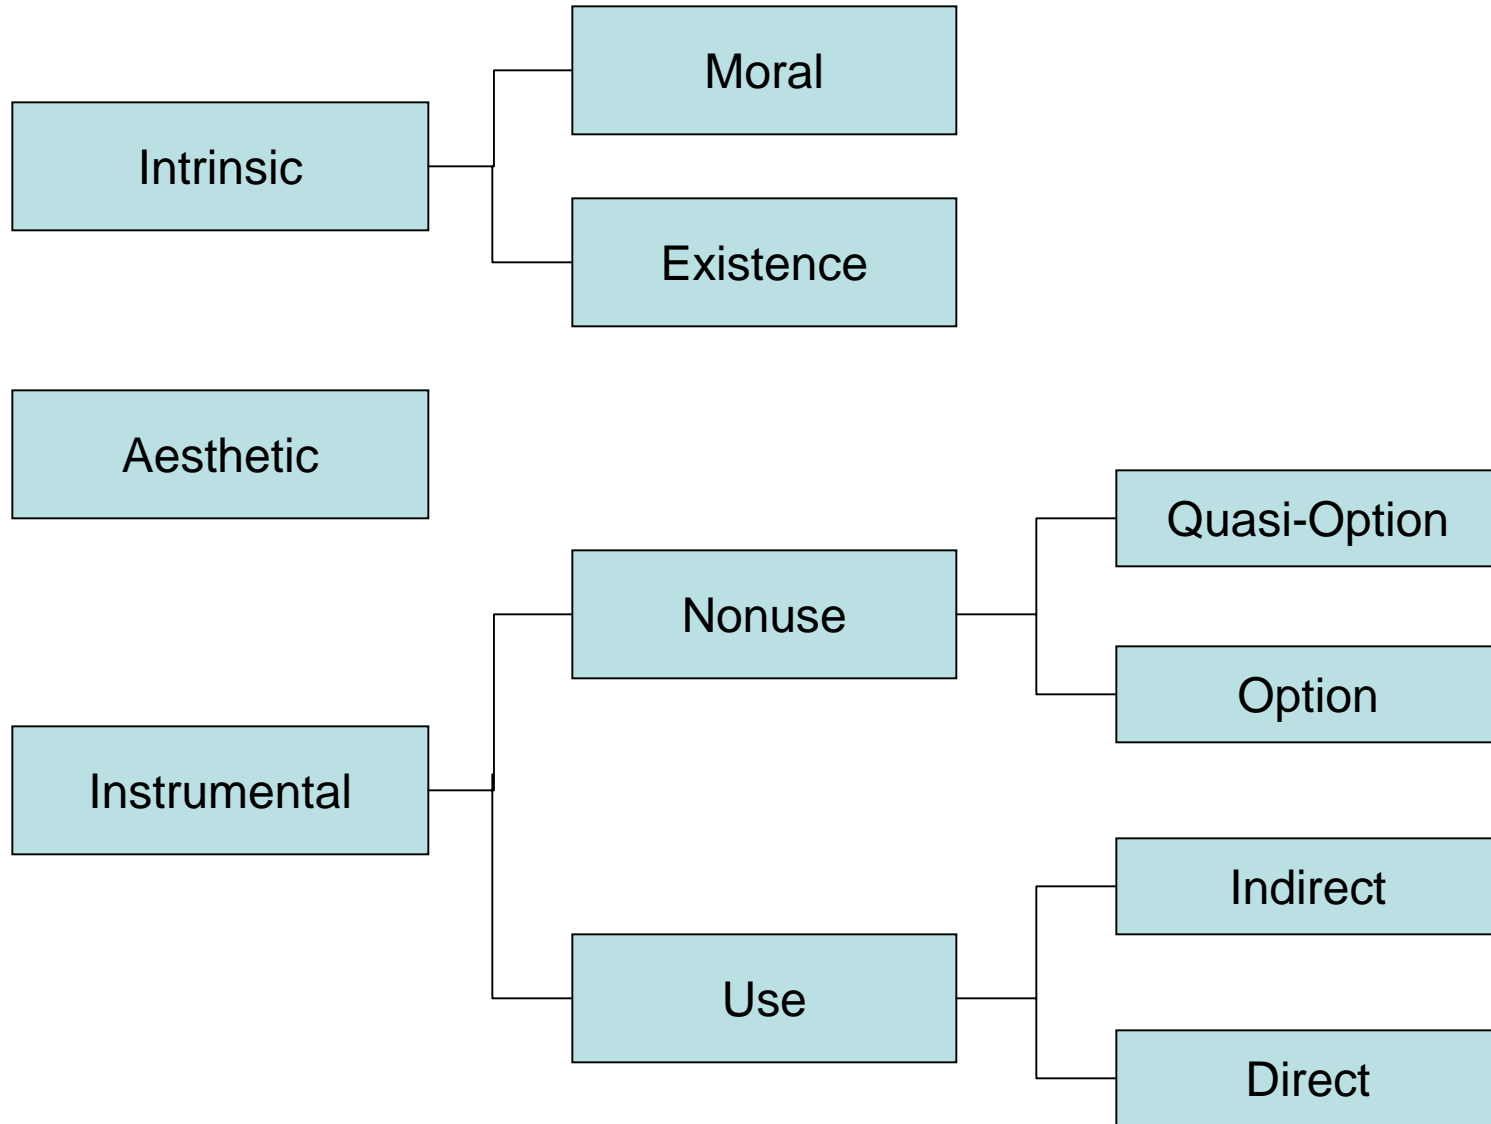 Moral
Intrinsic
Existence
Aesthetic
Quasi-Option
Nonuse
Option
Instrumental
Indirect
Use
Direct